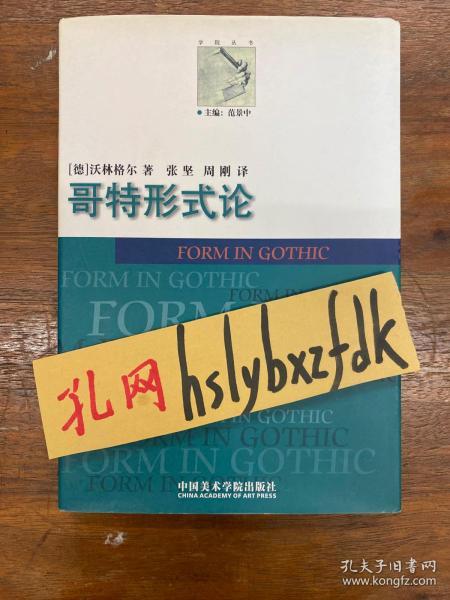 学院丛书
主编：范景中
[德]沃林格尔 著 张坚 周刚 译
哥特形式论
FORM IN GOTHIC
FORM IN GOTHIC
FORM
FORM IN
孔网 hslybxzfdk
IN GOTHIC
FORM IN GOTHIC
中国美术学院出版社
CHINA ACADEMY OF ART PRESS
孔夫子旧书网
www.kongfz.com